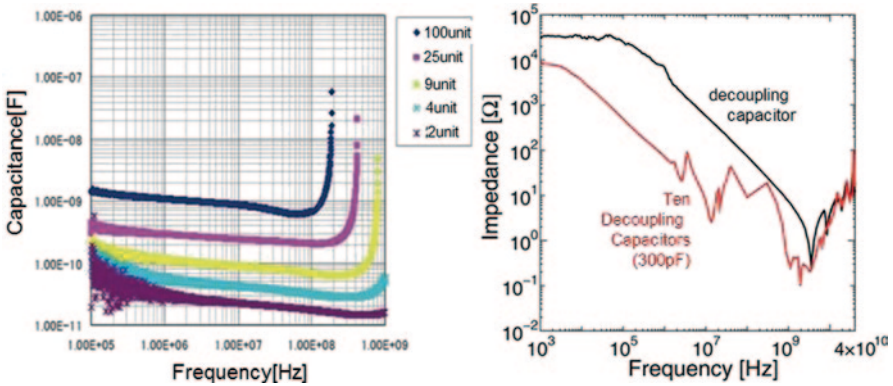 1.00E-06
1.00E-07
1.00E-08
1.00E-09
1.00E-10
1.00E-11
Capacitance[F]
1.00E+05
1.00E+06
1.00E+07
1.00E+08
1.00E+09
Frequency[Hz]
100unit
25unit
9unit
4unit
:2unit
10^5
10^4
10^3
10^2
10^1
10^0
10^-1
10^-2
Impedance [Ω]
decoupling
capacitor
Ten
Decoupling
Capacitors
(300pF)
10^3
10^5
10^7
10^9
4×10^10
Frequency [Hz]